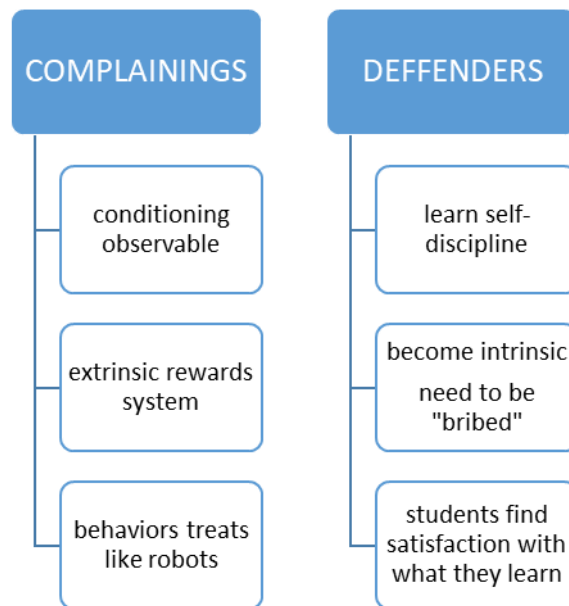 COMPLAININGS
conditioning
observable
extrinsic rewards
system
behaviors treats
like robots
DEFFENDERS
learn self-
discipline
become intrinsic
need to be
"bribed"
students find
satisfaction with
what they learn